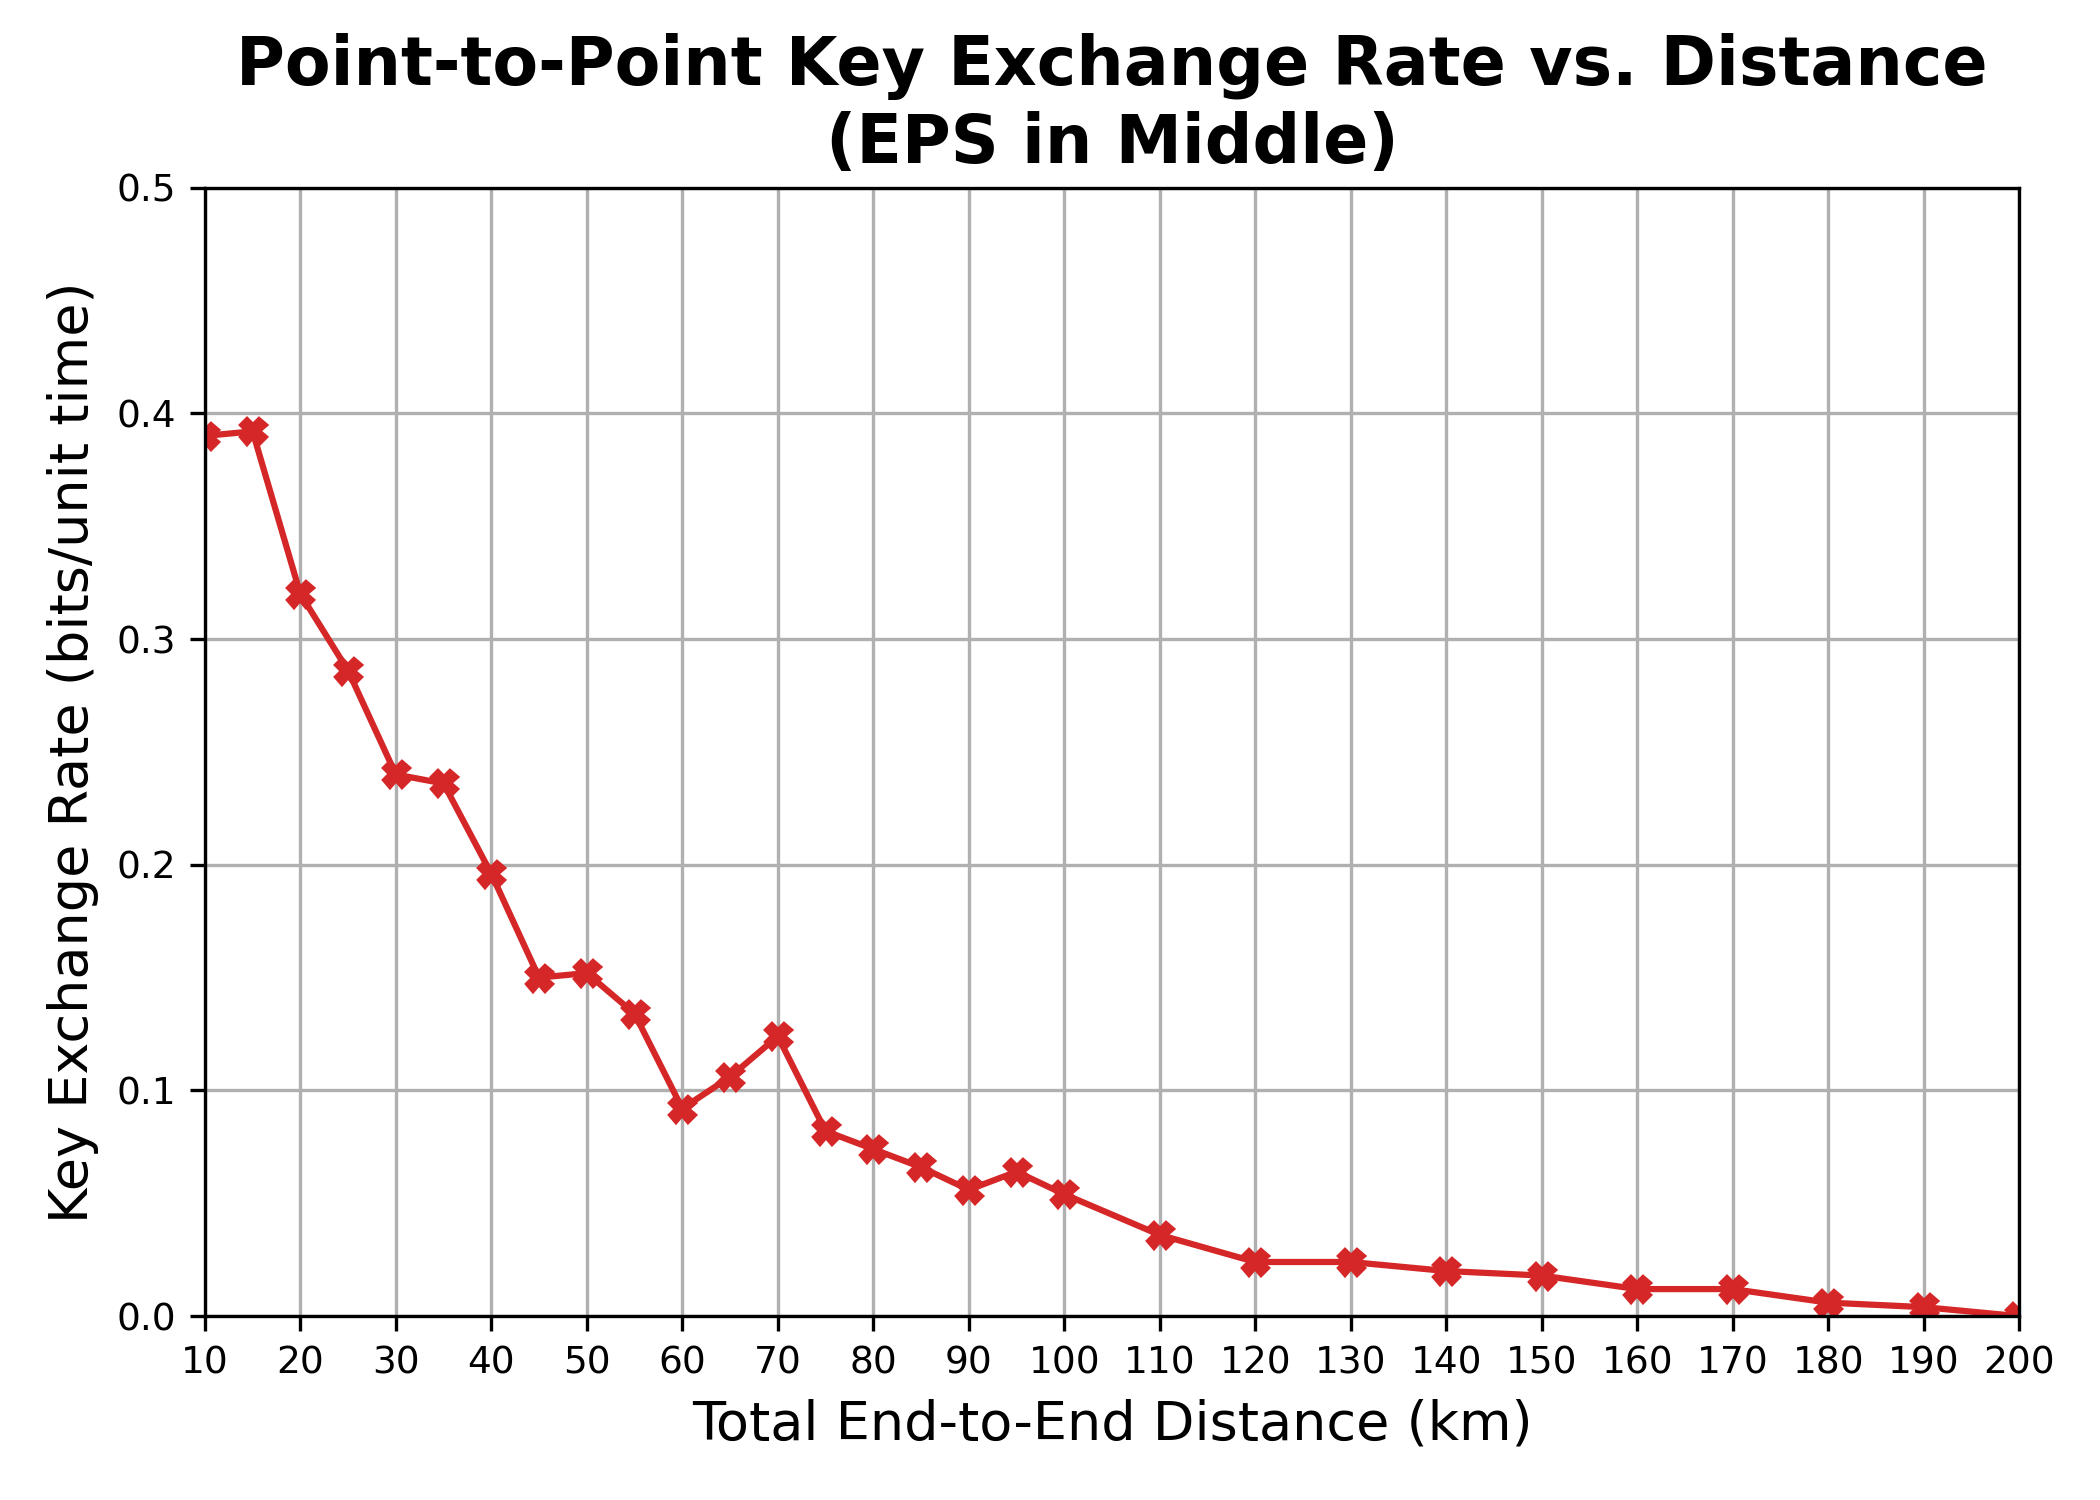 Point-to-Point Key Exchange Rate vs. Distance
(EPS in Middle)
Key Exchange Rate (bits/unit time)
0.5
0.4
0.3
0.2
0.1
0.0
10 20 30 40 50 60 70 80 90 100 110 120 130 140 150 160 170 180 190 200
Total End-to-End Distance (km)